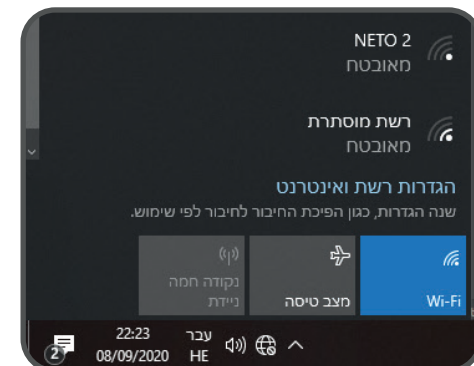 NETO 2
מאובטח
רשת מוסתרת
מאובטח
הגדרות רשת ואינטרנט
שנה הגדרות, כגון הפיכת החיבור לחיבור לפי שימוש.
Wi-Fi
מצב טיסה
נקודה חמה
ניידת
עבר
HE
22:23
08/09/2020
2